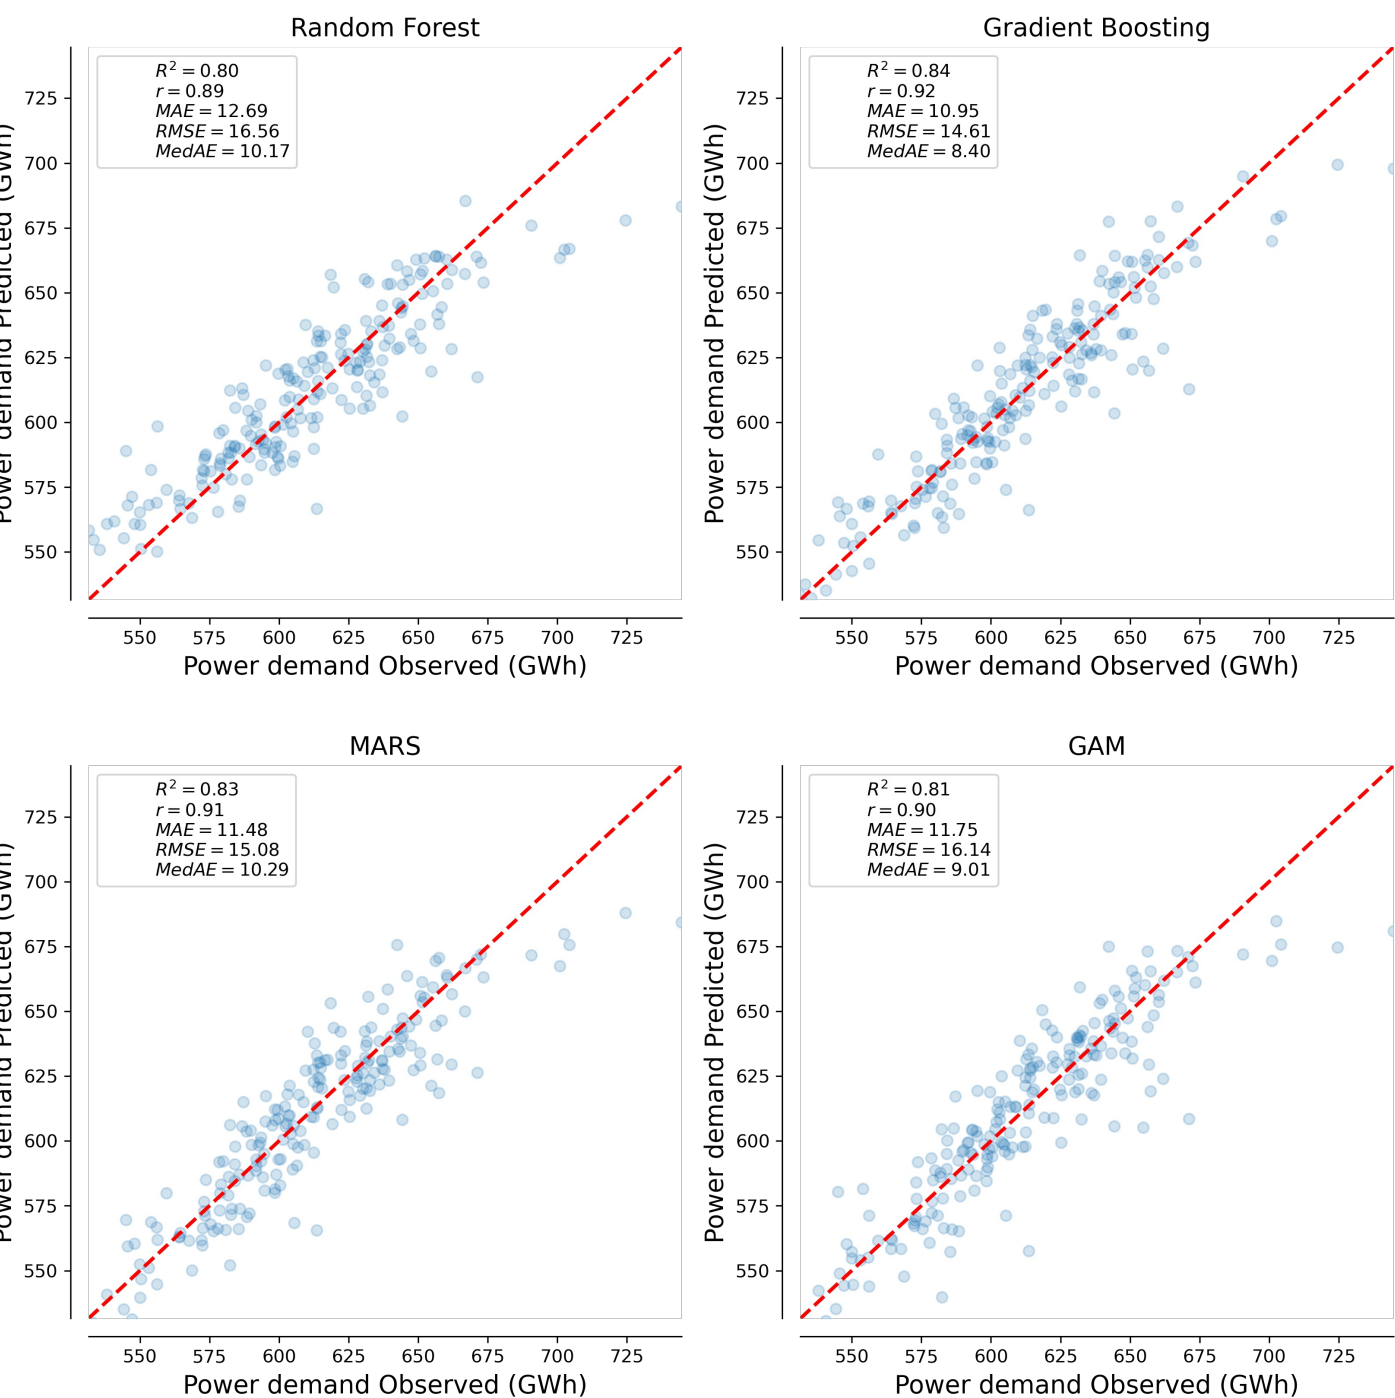 Random Forest
R² = 0.80
r = 0.89
MAE = 12.69
RMSE = 16.56
MedAE = 10.17
725
700
675
650
625
600
575
550
Power demand Predicted (GWh)
550 575 600 625 650 675 700 725
Power demand Observed (GWh)
Gradient Boosting
R² = 0.84
r = 0.92
MAE = 10.95
RMSE = 14.61
MedAE = 8.40
725
700
675
650
625
600
575
550
Power demand Predicted (GWh)
550 575 600 625 650 675 700 725
Power demand Observed (GWh)
MARS
R² = 0.83
r = 0.91
MAE = 11.48
RMSE = 15.08
MedAE = 10.29
725
700
675
650
625
600
575
550
Power demand Predicted (GWh)
550 575 600 625 650 675 700 725
Power demand Observed (GWh)
GAM
R² = 0.81
r = 0.90
MAE = 11.75
RMSE = 16.14
MedAE = 9.01
725
700
675
650
625
600
575
550
Power demand Predicted (GWh)
550 575 600 625 650 675 700 725
Power demand Observed (GWh)